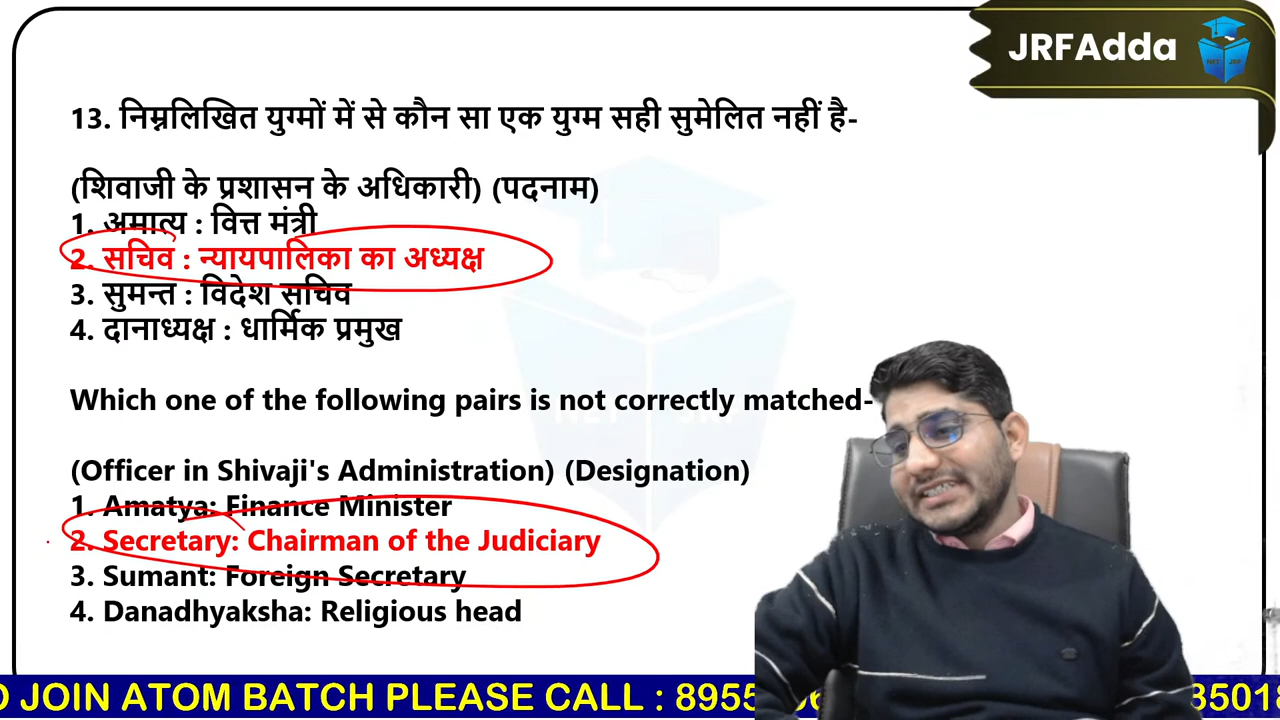 JRFAdda
13. निम्नलिखित युग्मों में से कौन सा एक युग्म सही सुमेलित नहीं है-
(शिवाजी के प्रशासन के अधिकारी) (पदनाम)
1. अमात्य : वित्त मंत्री
2. सचिव : न्यायपालिका का अध्यक्ष
3. सुमन्त : विदेश सचिव
4. दानाध्यक्ष : धार्मिक प्रमुख
Which one of the following pairs is not correctly matched-
(Officer in Shivaji's Administration) (Designation)
1. Amatya: Finance Minister
2. Secretary: Chairman of the Judiciary
3. Sumant: Foreign Secretary
4. Danadhyaksha: Religious head
JOIN ATOM BATCH PLEASE CALL : 8955